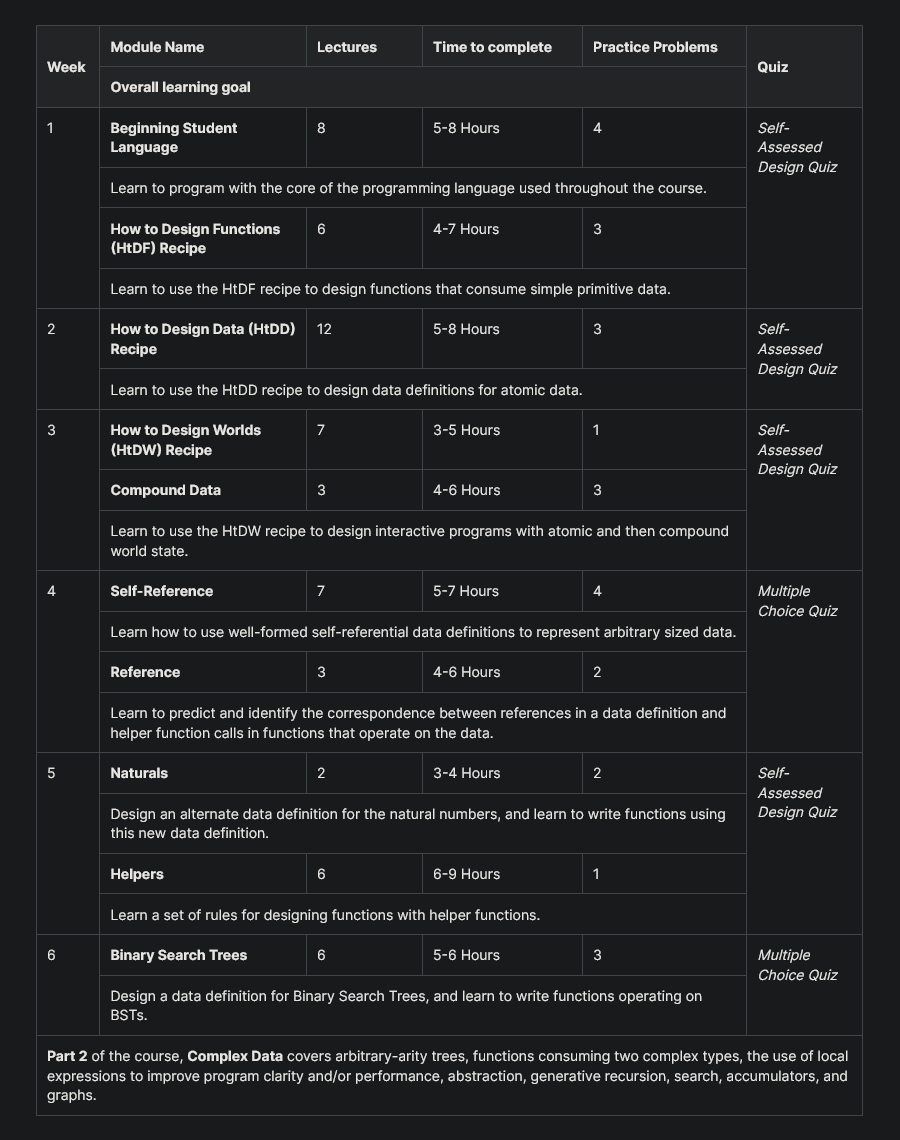 Week
Module Name
Lectures
Time to complete
Practice Problems
Quiz
Overall learning goal
1
Beginning Student
Language
8
5-8 Hours
4
Self-
Assessed
Design Quiz
Learn to program with the core of the programming language used throughout the course.
How to Design Functions
(HtDF) Recipe
6
4-7 Hours
3
Learn to use the HtDF recipe to design functions that consume simple primitive data.
2
How to Design Data (HtDD)
Recipe
12
5-8 Hours
3
Self-
Assessed
Design Quiz
Learn to use the HtDD recipe to design data definitions for atomic data.
3
How to Design Worlds
(HtDW) Recipe
7
3-5 Hours
1
Self-
Assessed
Design Quiz
Compound Data
3
4-6 Hours
3
Learn to use the HtDW recipe to design interactive programs with atomic and then compound
world state.
4
Self-Reference
7
5-7 Hours
4
Multiple
Choice Quiz
Learn how to use well-formed self-referential data definitions to represent arbitrary sized data.
Reference
3
4-6 Hours
2
Learn to predict and identify the correspondence between references in a data definition and
helper function calls in functions that operate on the data.
5
Naturals
2
3-4 Hours
2
Self-
Assessed
Design Quiz
Design an alternate data definition for the natural numbers, and learn to write functions using
this new data definition.
Helpers
6
6-9 Hours
1
Learn a set of rules for designing functions with helper functions.
6
Binary Search Trees
6
5-6 Hours
3
Multiple
Choice Quiz
Design a data definition for Binary Search Trees, and learn to write functions operating on
BSTs.
Part 2 of the course, Complex Data covers arbitrary-arity trees, functions consuming two complex types, the use of local
expressions to improve program clarity and/or performance, abstraction, generative recursion, search, accumulators, and
graphs.